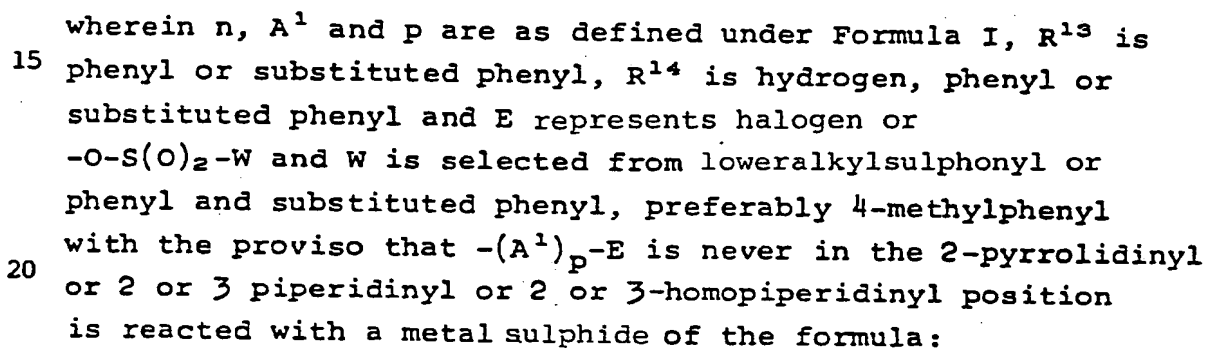 wherein n, A¹ and p are as defined under Formula I, R¹³ is
15 phenyl or substituted phenyl, R¹⁴ is hydrogen, phenyl or
substituted phenyl and E represents halogen or
-O-S(O)₂-W and W is selected from loweralkylsulphonyl or
phenyl and substituted phenyl, preferably 4-methylphenyl
with the proviso that -(A¹)ₚ-E is never in the 2-pyrrolidinyl
20 or 2 or 3 piperidinyl or 2 or 3-homopiperidinyl position
is reacted with a metal sulphide of the formula: